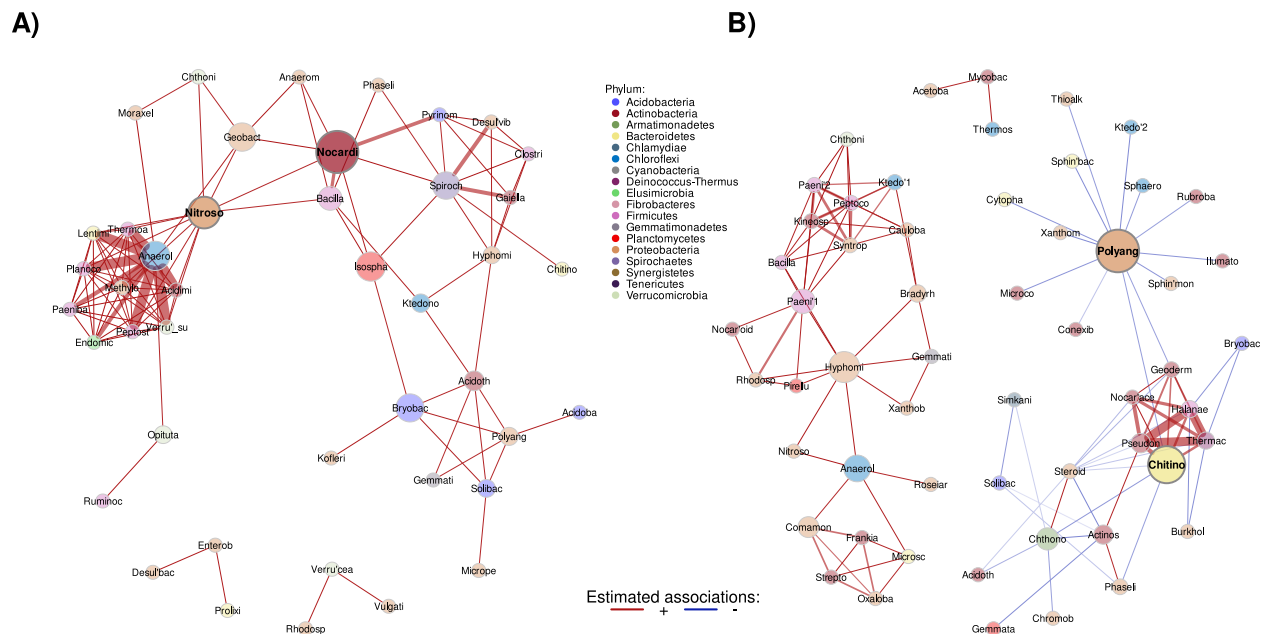 A)
B)
Chthoni
Anaerom
Phaseli
Moraxel
Geobact
Nocardi
Pyrinom
Desulvib
Clostri
Spiroch
Gaiella
Bacilla
Nitroso
Lentimi
Thermoa
Anaerol
Planoco
Methylo
Acidimi
Paeniba
Peptost
Verru'_su
Endomic
Isospha
Hyphomi
Chitino
Ktedono
Acidoth
Bryobac
Acidoba
Polyang
Kofleri
Gemmati
Solibac
Opituta
Ruminoc
Micrope
Enterob
Desul'bac
Prolixi
Verru'cea
Vulgati
Rhodosp
Phylum:
Acidobacteria
Actinobacteria
Armatimonadetes
Bacteroidetes
Chlamydiae
Chloroflexi
Cyanobacteria
Deinococcus-Thermus
Elusimicrobia
Fibrobacteres
Firmicutes
Gemmatimonadetes
Planctomycetes
Proteobacteria
Spirochaetes
Synergistetes
Tenericutes
Verrucomicrobia
Estimated associations:
+ -
Mycobac
Acetoba
Thermos
Thioalk
Ktedo'2
Sphin'bac
Sphaero
Rubroba
Cytopha
Xanthom
Polyang
Ilumato
Sphin'mon
Microco
Conexib
Chthoni
Paeni'2
Ktedo'1
Peptoco
Kineosp
Cauloba
Syntrop
Bacilla
Paeni'1
Bradyrh
Nocar'oid
Hyphomi
Gemmati
Rhodosp
Pirellu
Xanthob
Nitroso
Anaerol
Roseiar
Comamon
Frankia
Microsc
Strepto
Oxaloba
Bryobac
Geoderm
Simkani
Nocar'ace
Halanae
Pseudon
Thermac
Steroid
Chitino
Solibac
Chthono
Actinos
Burkhol
Acidoth
Phaseli
Chromob
Gemmata